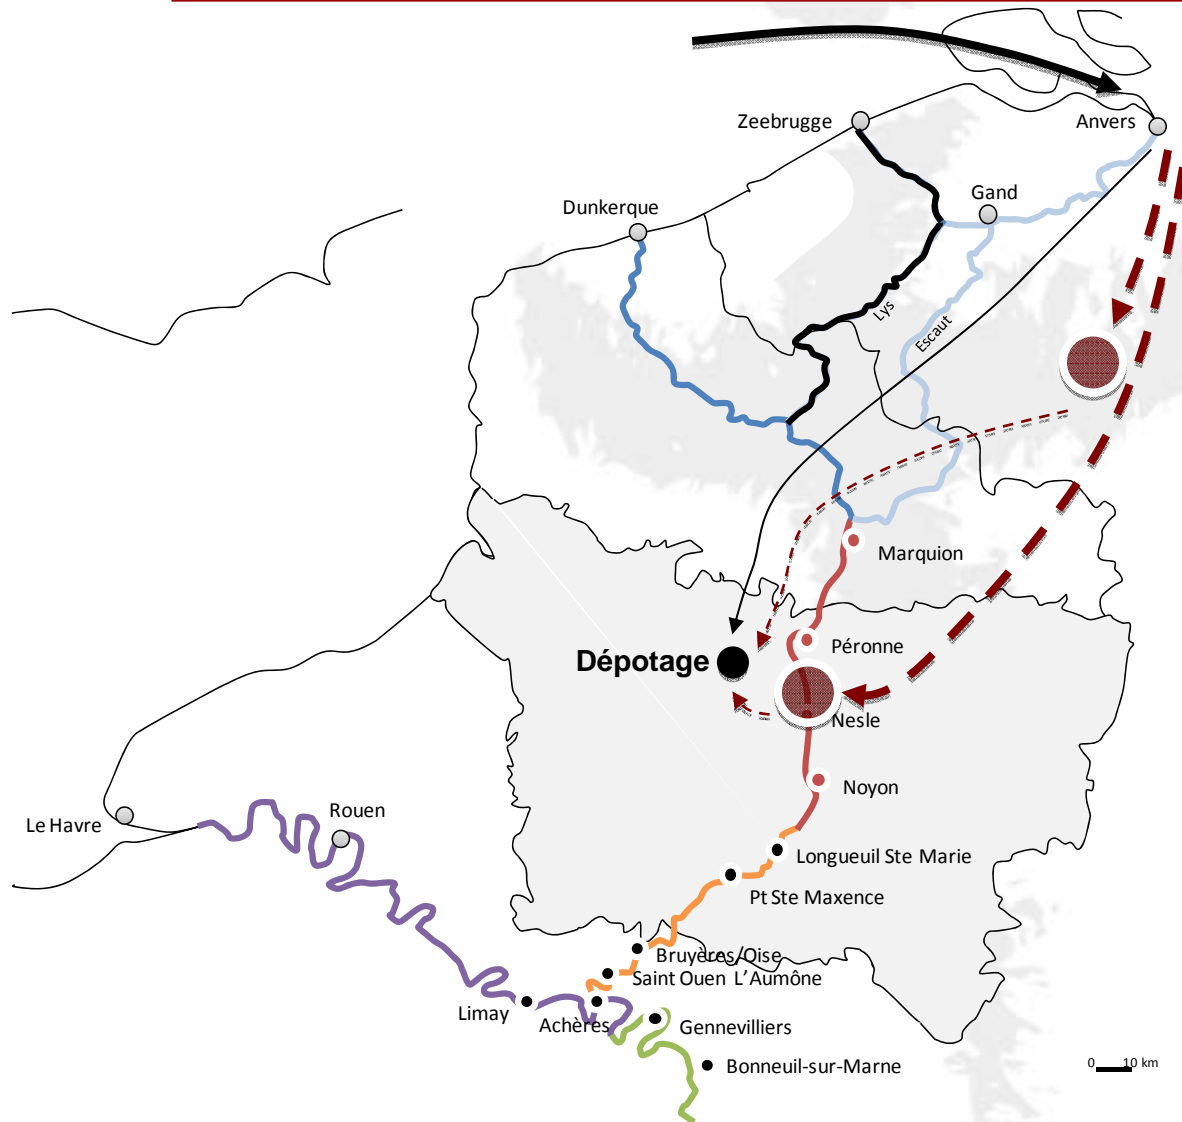 Zeebrugge
Anvers
Gand
Dunkerque
Lys
Escaut
Marquion
Péronne
Dépotage
Nesle
Noyon
Le Havre
Rouen
Longueuil Ste Marie
Pt Ste Maxence
Bruyères/Oise
Saint Ouen L’Aumône
Limay
Achères
Gennevilliers
Bonneuil-sur-Marne
0 10 km